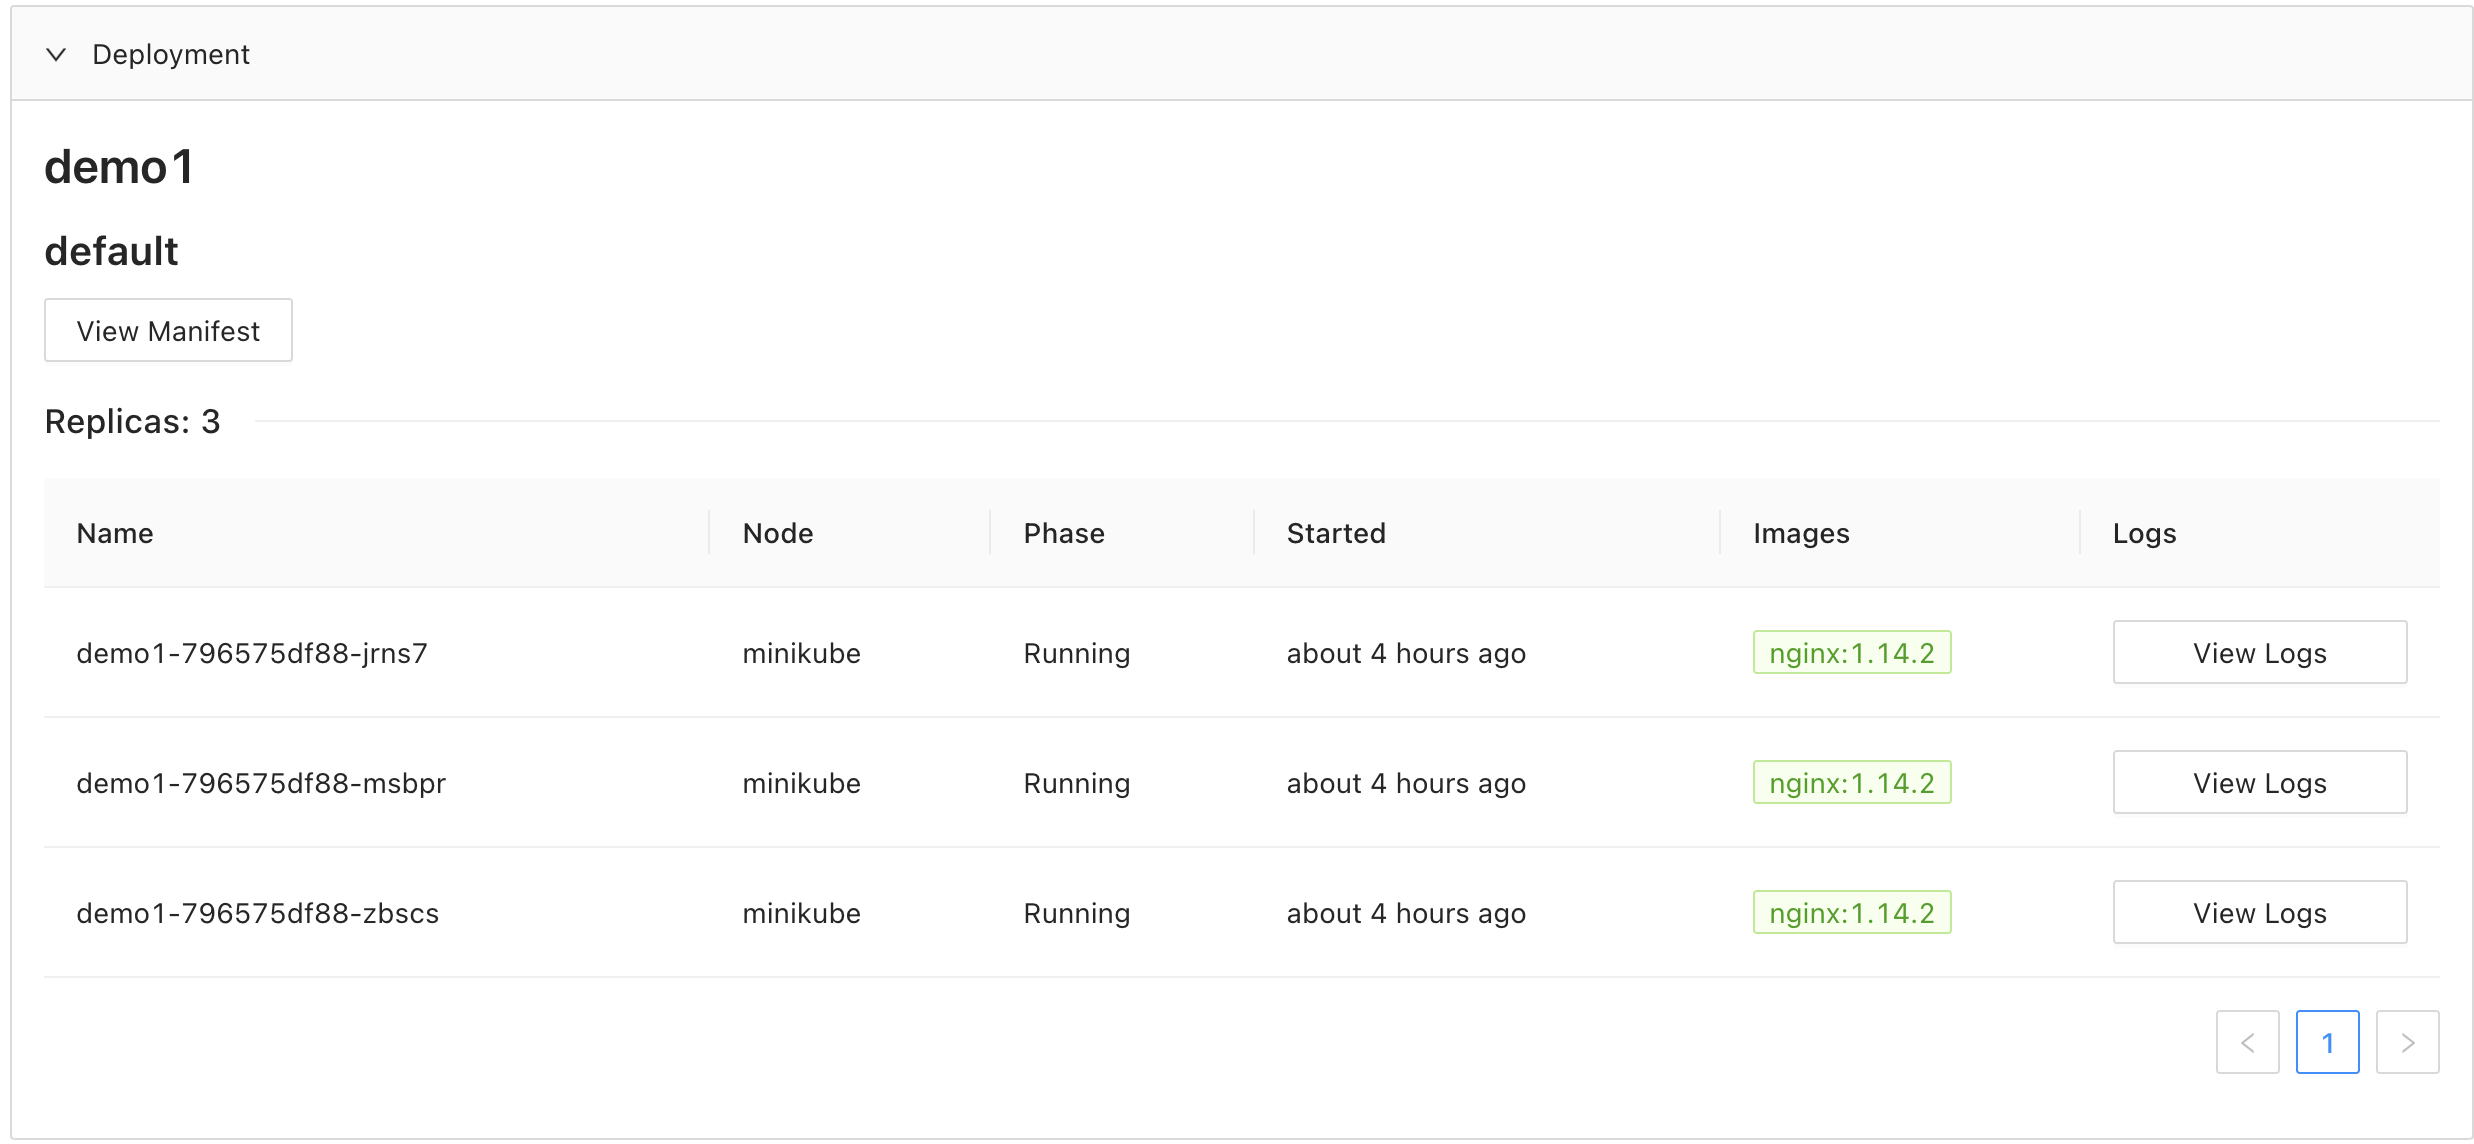 Deployment
demo1
default
View Manifest
Replicas: 3
Name Node Phase Started Images Logs
demo1-796575df88-jrns7 minikube Running about 4 hours ago nginx:1.14.2 View Logs
demo1-796575df88-msbpr minikube Running about 4 hours ago nginx:1.14.2 View Logs
demo1-796575df88-zbscs minikube Running about 4 hours ago nginx:1.14.2 View Logs
< 1 >